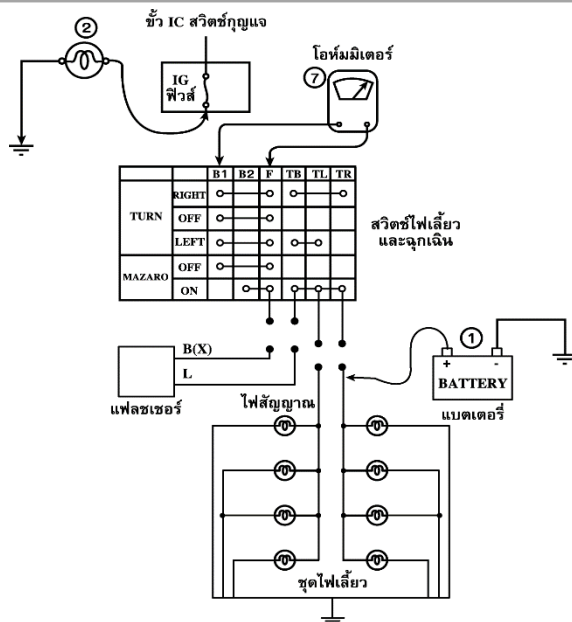 ขั้ว IC สวิตช์กุญแจ
②
IG
ฟิวส์
โอห์มมิเตอร์
⑦
B1 B2 F TB TL TR
TURN
RIGHT
OFF
LEFT
MAZARO
OFF
ON
สวิตช์ไฟเลี้ยว
และฉุกเฉิน
B(X)
L
แฟลชเชอร์
①
+ -
BATTERY
แบตเตอรี่
ไฟสัญญาณ
ชุดไฟเลี้ยว